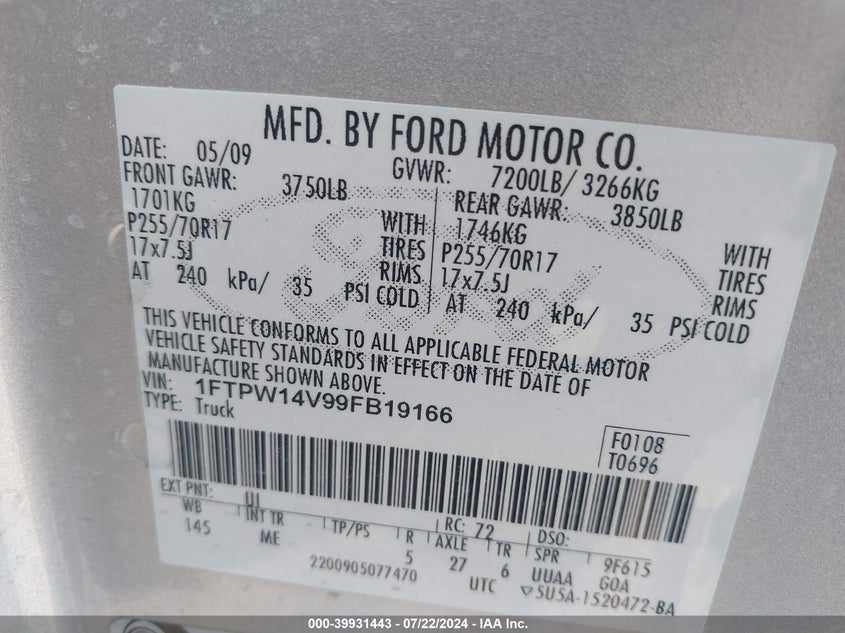 MFD. BY FORD MOTOR CO.
DATE: 05/09 GVWR: 7200LB/ 3266KG
FRONT GAWR: 3750LB REAR GAWR: 3850LB
1701KG WITH 1746KG WITH
P255/70R17 TIRES P255/70R17 TIRES
17x7.5J RIMS 17x7.5J RIMS
AT 240 kPa/ 35 PSI COLD AT 240 kPa/ 35 PSI COLD
THIS VEHICLE CONFORMS TO ALL APPLICABLE FEDERAL MOTOR
VEHICLE SAFETY STANDARDS IN EFFECT ON THE DATE OF
MANUFACTURE SHOWN ABOVE.
VIN: 1FTPW14V99FB19166
TYPE: Truck
F0108
T0696
EXT PNT: UJ RC: 72 DSO:
WB INT TR TP/PS R AXLE TR SPR 9F615
145 ME 5 27 6 UUAA GOA
2200905077470 UTC ▽5U5A-1520472-BA
000-39931443 - 07/22/2024 - IAA Inc.